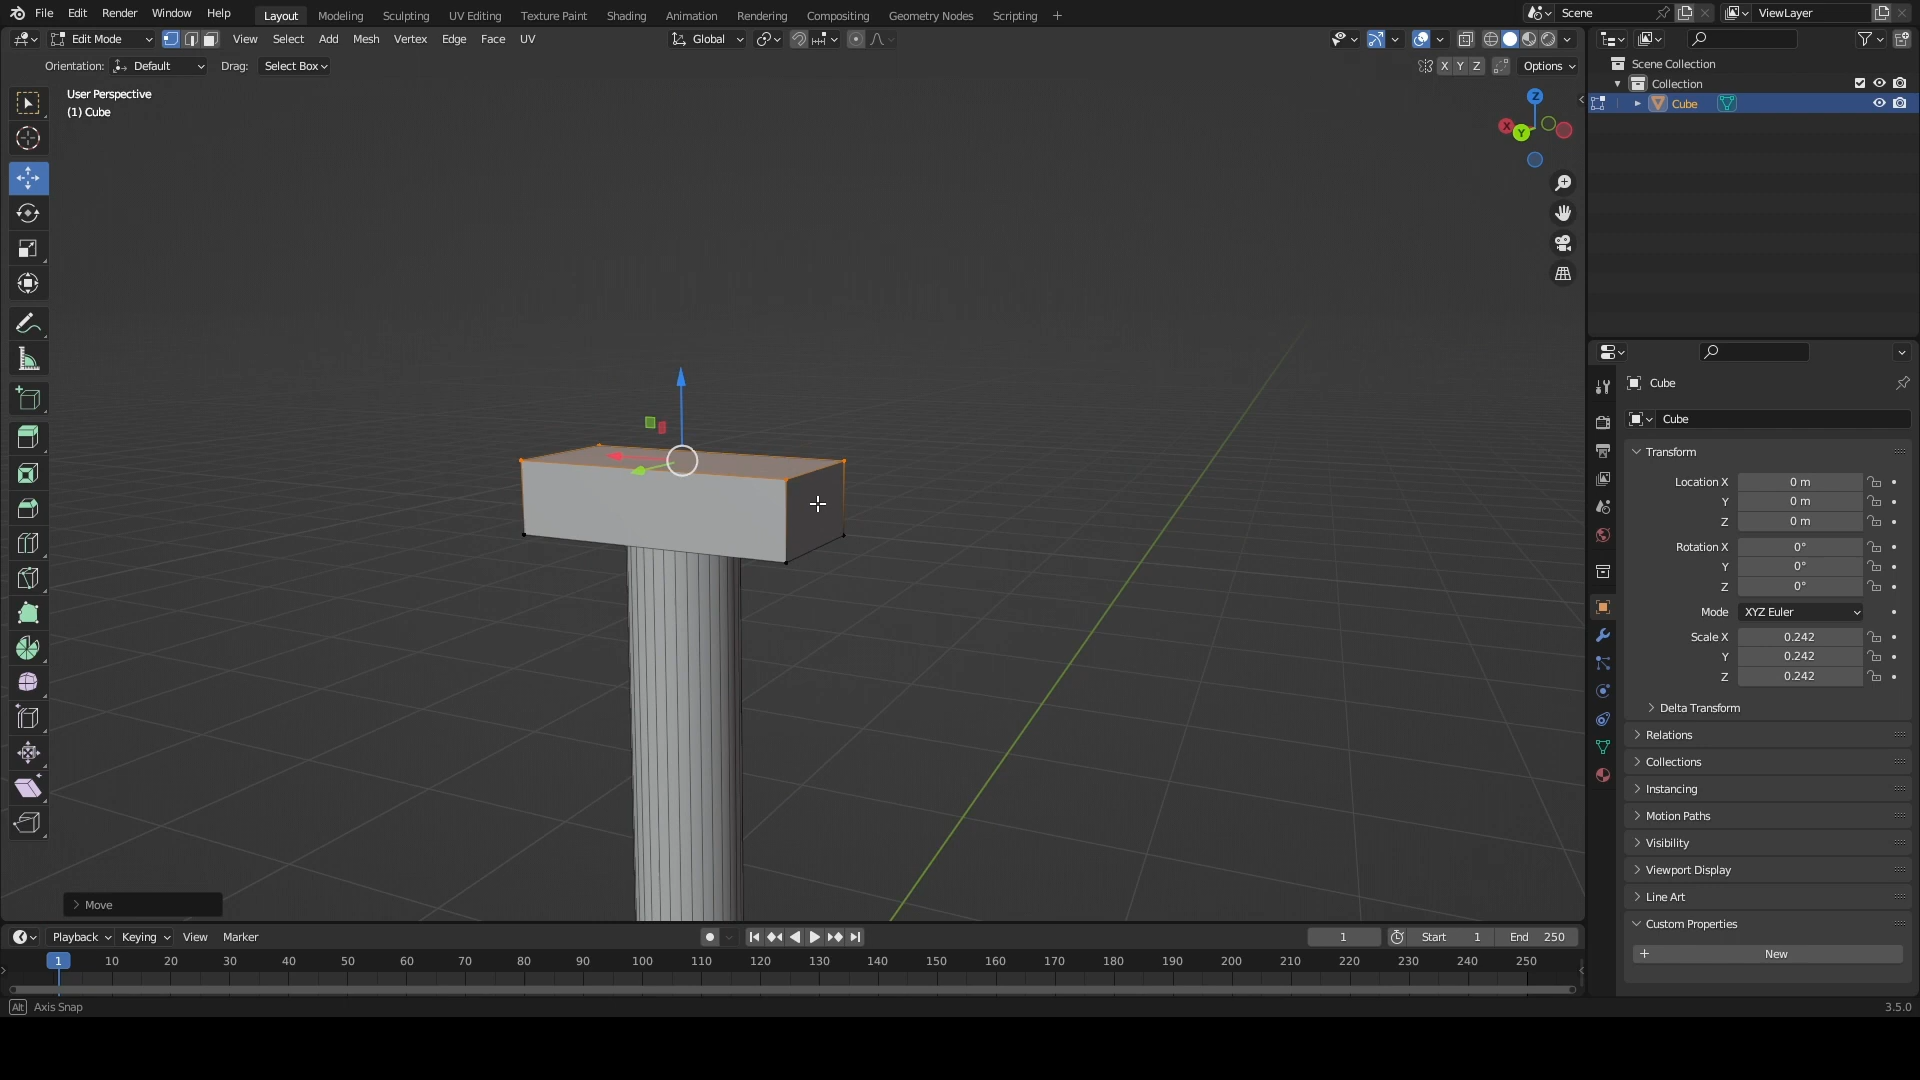 File Edit Render Window Help Layout Modeling Sculpting UV Editing Texture Paint Shading Animation Rendering Compositing Geometry Nodes Scripting + Scene ViewLayer
Edit Mode View Select Add Mesh Vertex Edge Face UV Global
Orientation: Default Drag: Select Box X Y Z Options
User Perspective
(1) Cube
Z
X
Y
Scene Collection
Collection
Cube
Cube
Cube
Transform
Location X 0 m
Y 0 m
Z 0 m
Rotation X 0°
Y 0°
Z 0°
Mode XYZ Euler
Scale X 0.242
Y 0.242
Z 0.242
Delta Transform
Relations
Collections
Instancing
Motion Paths
Visibility
Viewport Display
Line Art
Custom Properties
+ New
Move
Playback Keying View Marker 1 Start 1 End 250
1 10 20 30 40 50 60 70 80 90 100 110 120 130 140 150 160 170 180 190 200 210 220 230 240 250
Alt Axis Snap 3.5.0